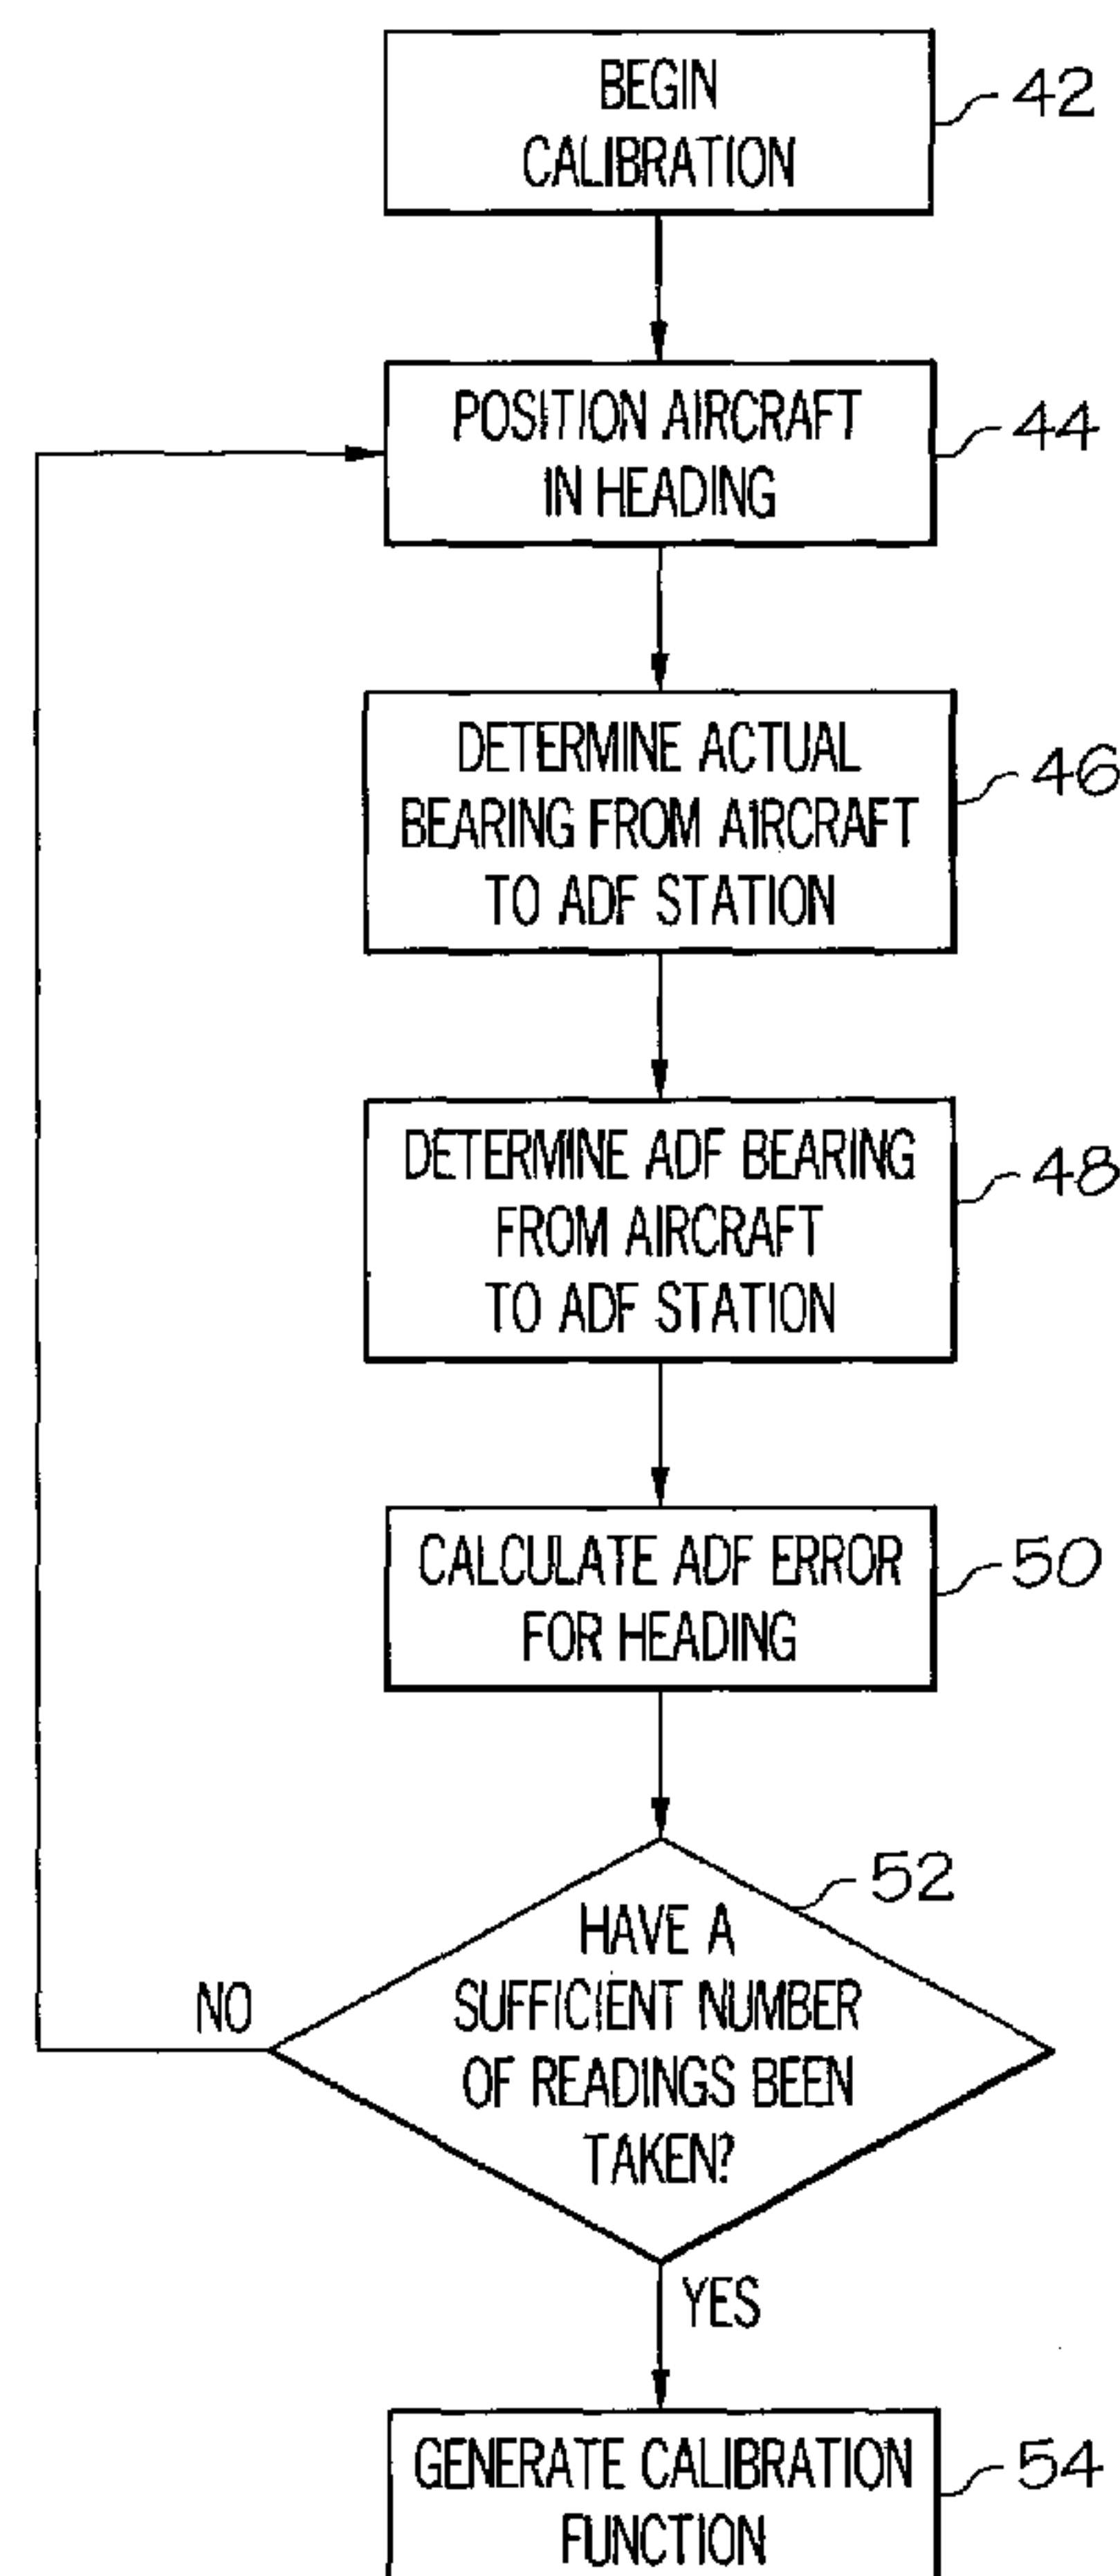 BEGIN
CALIBRATION
42
POSITION AIRCRAFT
IN HEADING
44
DETERMINE ACTUAL
BEARING FROM AIRCRAFT
TO ADF STATION
46
DETERMINE ADF BEARING
FROM AIRCRAFT
TO ADF STATION
48
CALCULATE ADF ERROR
FOR HEADING
50
52
HAVE A
SUFFICIENT NUMBER
OF READINGS BEEN
TAKEN?
NO
YES
GENERATE CALIBRATION
FUNCTION
54